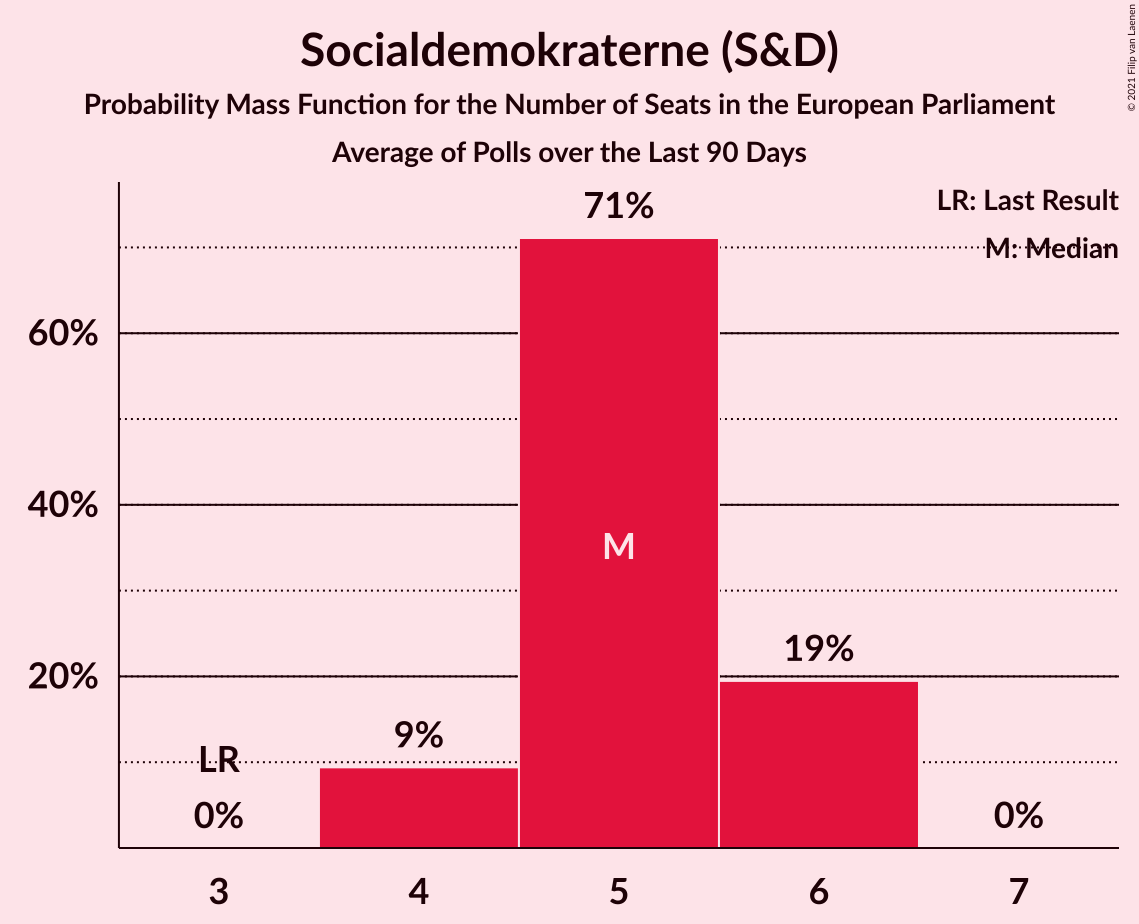 Socialdemokraterne (S&D)
Probability Mass Function for the Number of Seats in the European Parliament
Average of Polls over the Last 90 Days
© 2021 Filip van Laenen
LR: Last Result
M: Median
71%
60%
40%
M
20%
19%
9%
LR
0%
0%
3 4 5 6 7